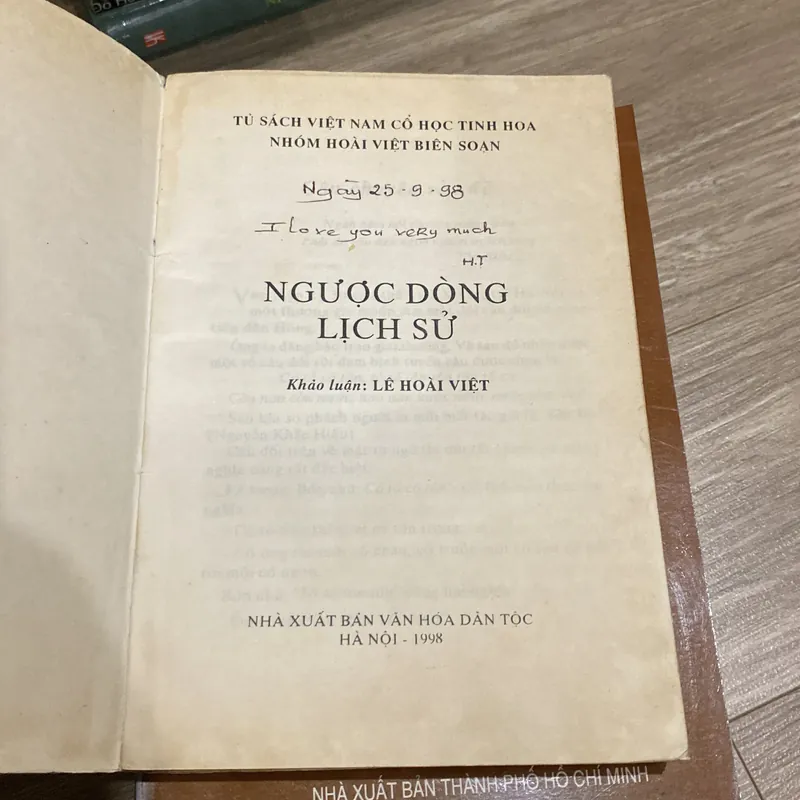 TỦ SÁCH VIỆT NAM CỔ HỌC TINH HOA
NHÓM HOÀI VIỆT BIÊN SOẠN
Ngày 25.9.98
I love you very much
H.T
NGƯỢC DÒNG
LỊCH SỬ
Khảo luận: LÊ HOÀI VIỆT
NHÀ XUẤT BẢN VĂN HÓA DÂN TỘC
HÀ NỘI - 1998
NHÀ XUẤT BẢN THÀNH PHỐ HỒ CHÍ MINH